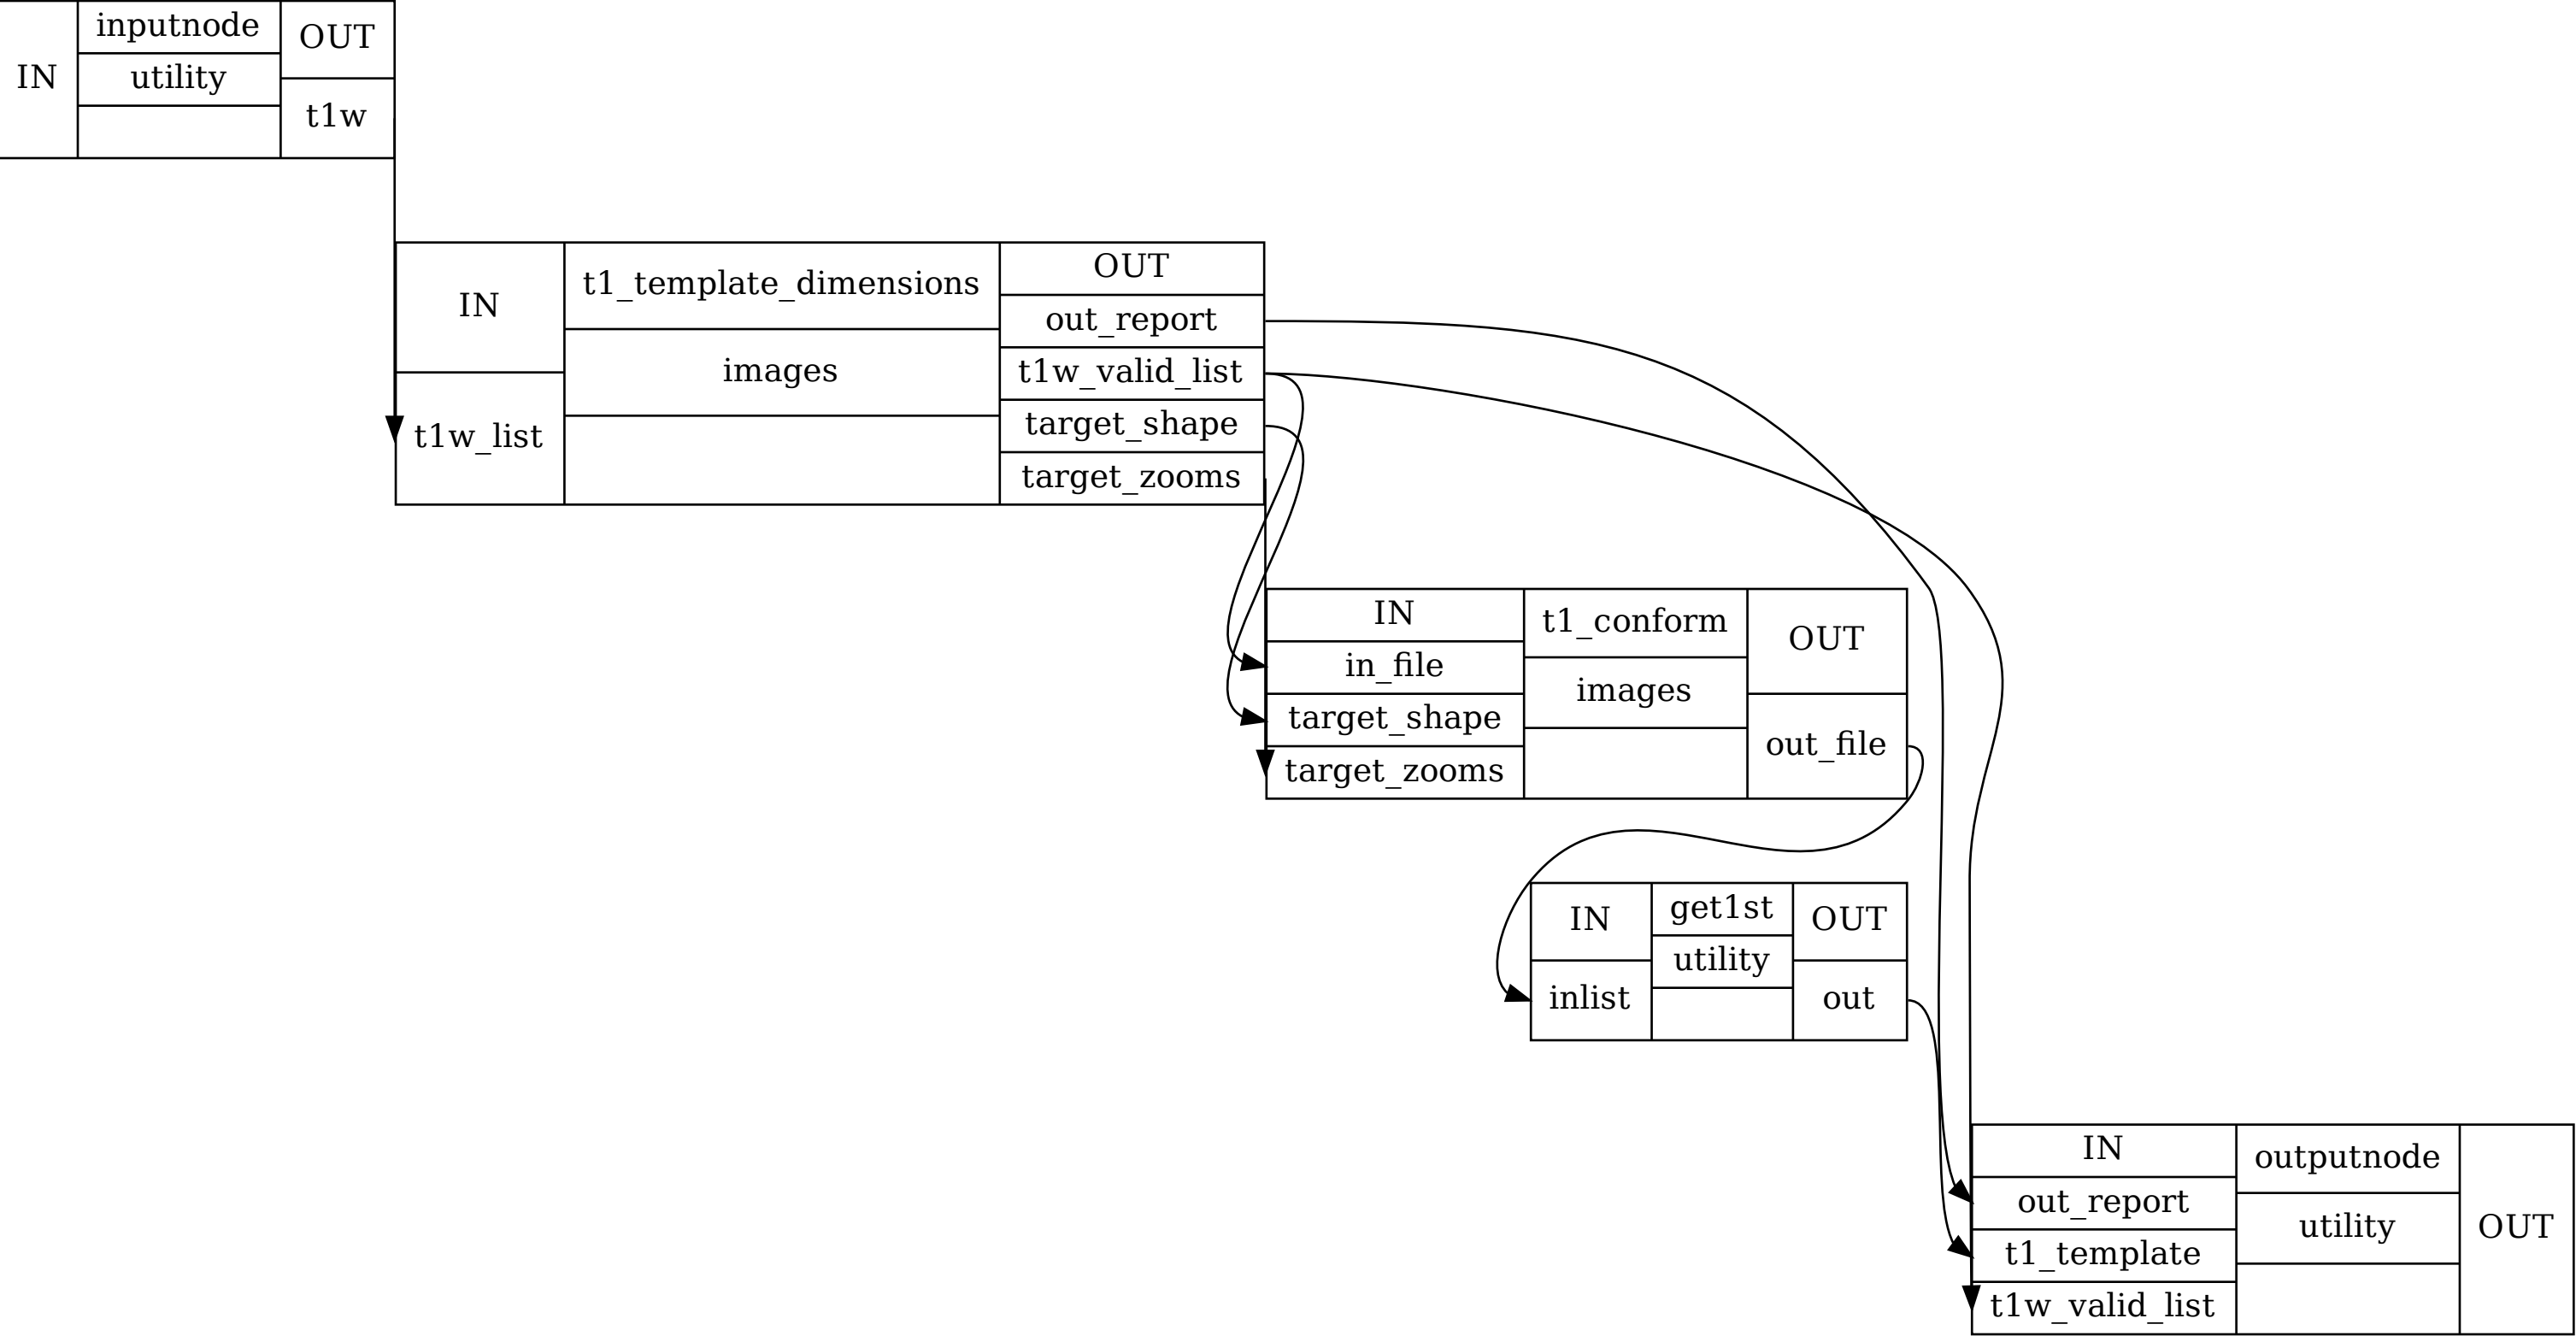 IN
inputnode
utility
OUT
t1w
IN
t1w_list
t1_template_dimensions
images
OUT
out_report
t1w_valid_list
target_shape
target_zooms
IN
in_file
target_shape
target_zooms
t1_conform
images
OUT
out_file
IN
inlist
get1st
utility
OUT
out
IN
out_report
t1_template
t1w_valid_list
outputnode
utility
OUT